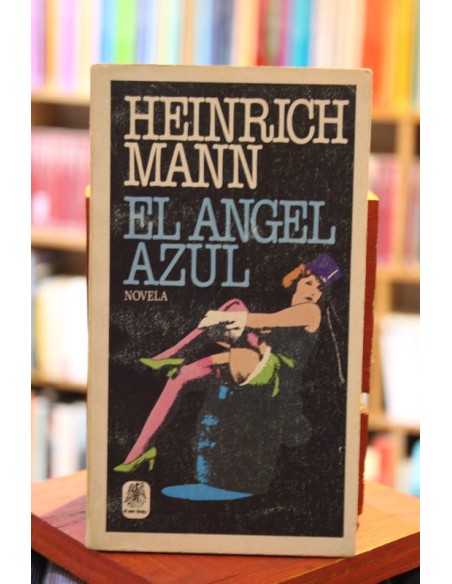 HEINRICH
MANN
EL ANGEL
AZUL
NOVELA